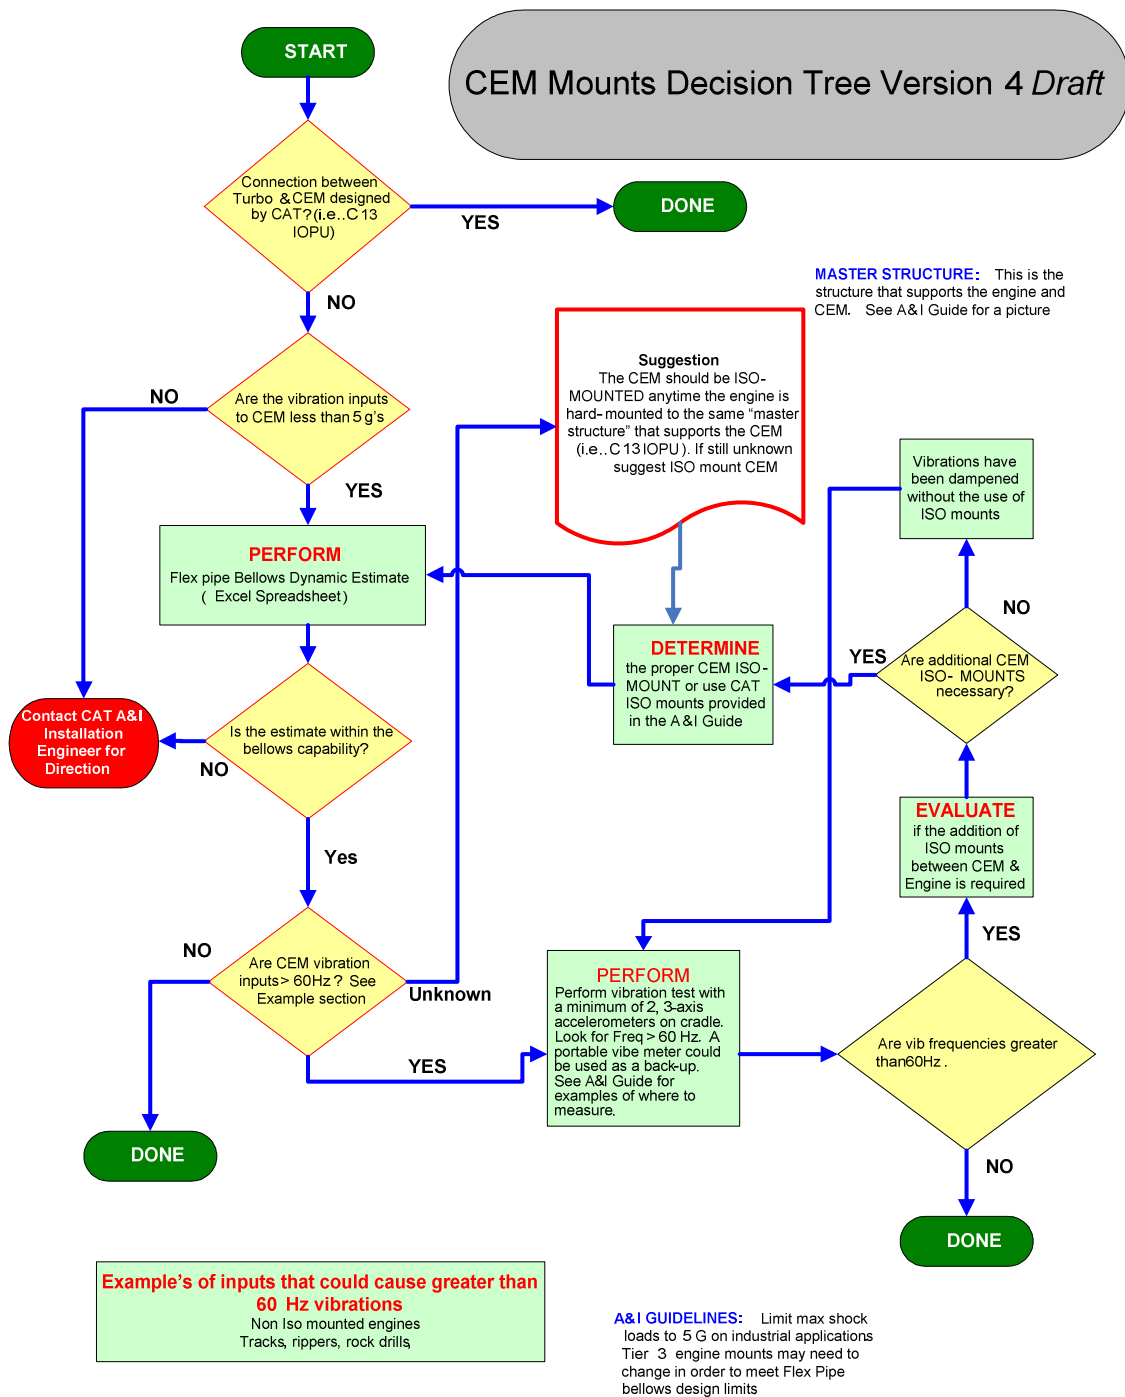 START
CEM Mounts Decision Tree Version 4 Draft
Connection between
Turbo &CEM designed
by CAT?(i.e..C 13
IOPU)
YES
DONE
NO
MASTER STRUCTURE: This is the
structure that supports the engine and
CEM. See A&I Guide for a picture
Suggestion
The CEM should be ISO-
MOUNTED anytime the engine is
hard-mounted to the same “master
structure” that supports the CEM
(i.e..C 13 IOPU). If still unknown
suggest ISO mount CEM
NO
Are the vibration inputs
to CEM less than 5 g's
YES
Vibrations have
been dampened
without the use of
ISO mounts
PERFORM
Flex pipe Bellows Dynamic Estimate
( Excel Spreadsheet)
NO
DETERMINE
the proper CEM ISO-
MOUNT or use CAT
ISO mounts provided
in the A&I Guide
YES
Are additional CEM
ISO- MOUNTS
necessary?
Contact CAT A&I
Installation
Engineer for
Direction
NO
Is the estimate within the
bellows capability?
EVALUATE
if the addition of
ISO mounts
between CEM &
Engine is required
Yes
YES
NO
Are CEM vibration
inputs> 60Hz? See
Example section
Unknown
YES
PERFORM
Perform vibration test with
a minimum of 2, 3-axis
accelerometers on cradle.
Look for Freq > 60 Hz. A
portable vibe meter could
be used as a back-up.
See A&I Guide for
examples of where to
measure.
Are vib frequencies greater
than60Hz.
DONE
NO
DONE
Example's of inputs that could cause greater than
60 Hz vibrations
Non Iso mounted engines
Tracks, rippers, rock drills,
A&I GUIDELINES: Limit max shock
loads to 5 G on industrial applications
Tier 3 engine mounts may need to
change in order to meet Flex Pipe
bellows design limits